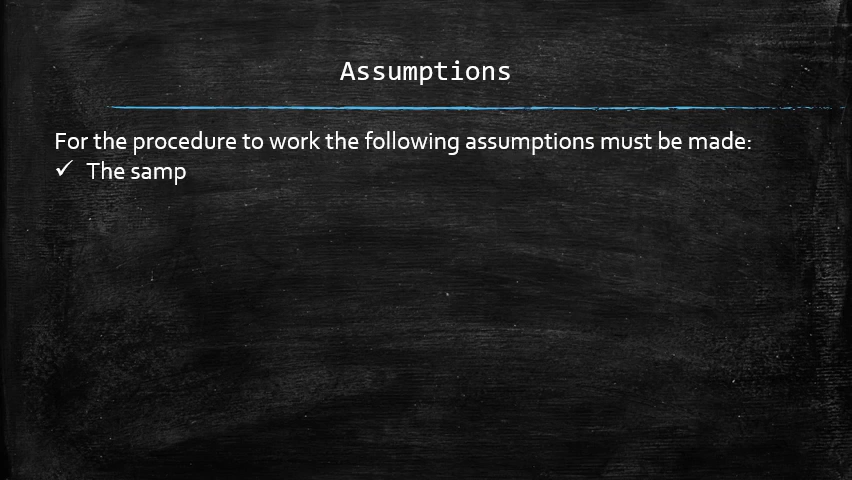 Assumptions
For the procedure to work the following assumptions must be made:
✓ The samp